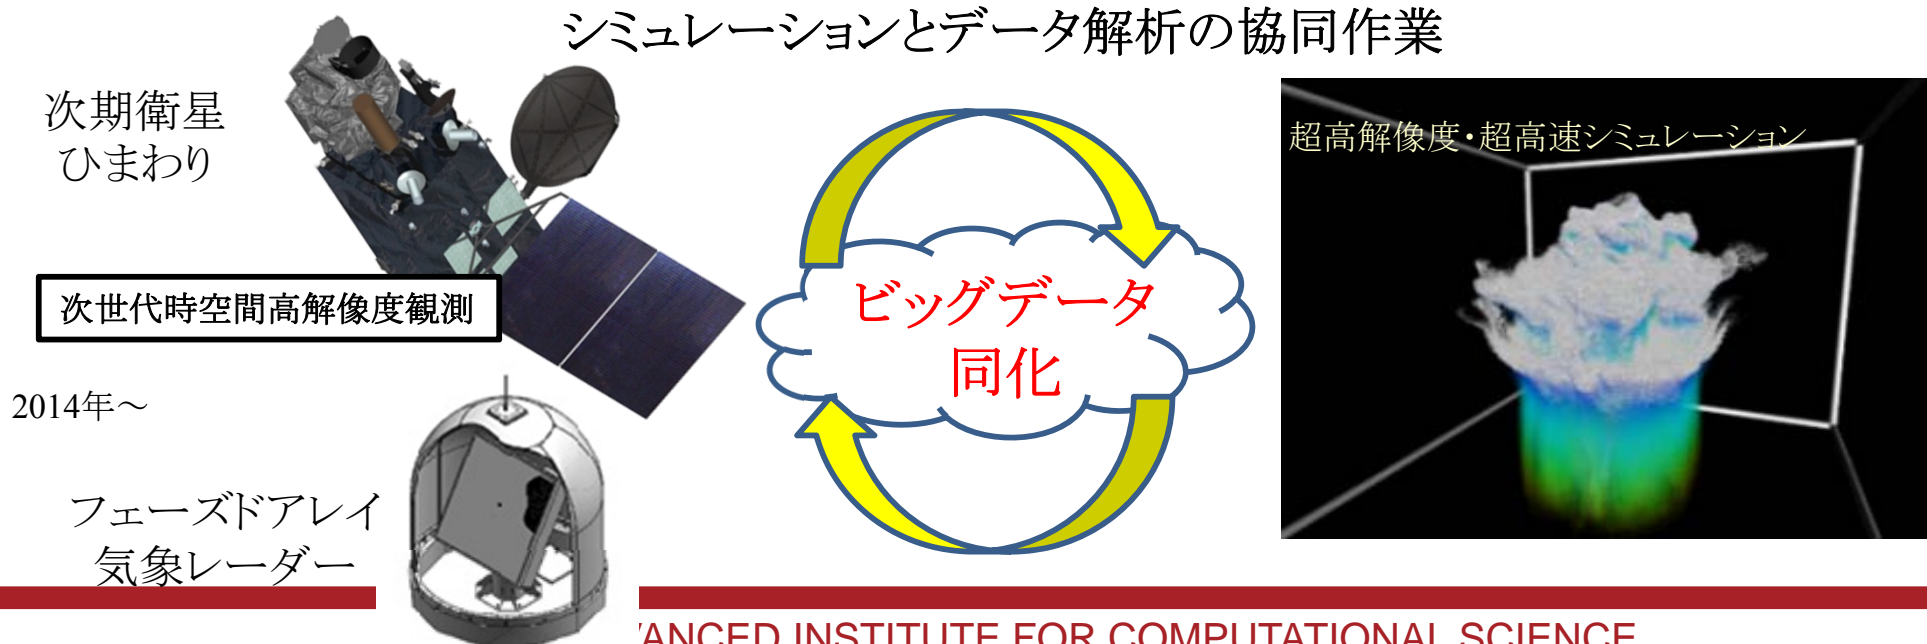 シミュレーションとデータ解析の協同作業
次期衛星
ひまわり
次世代時空間高解像度観測
2014年～
フェーズドアレイ
気象レーダー
ビッグデータ
同化
超高解像度・超高速シミュレーション
INSTITUTE FOR COMPUTATIONAL SCIENCE